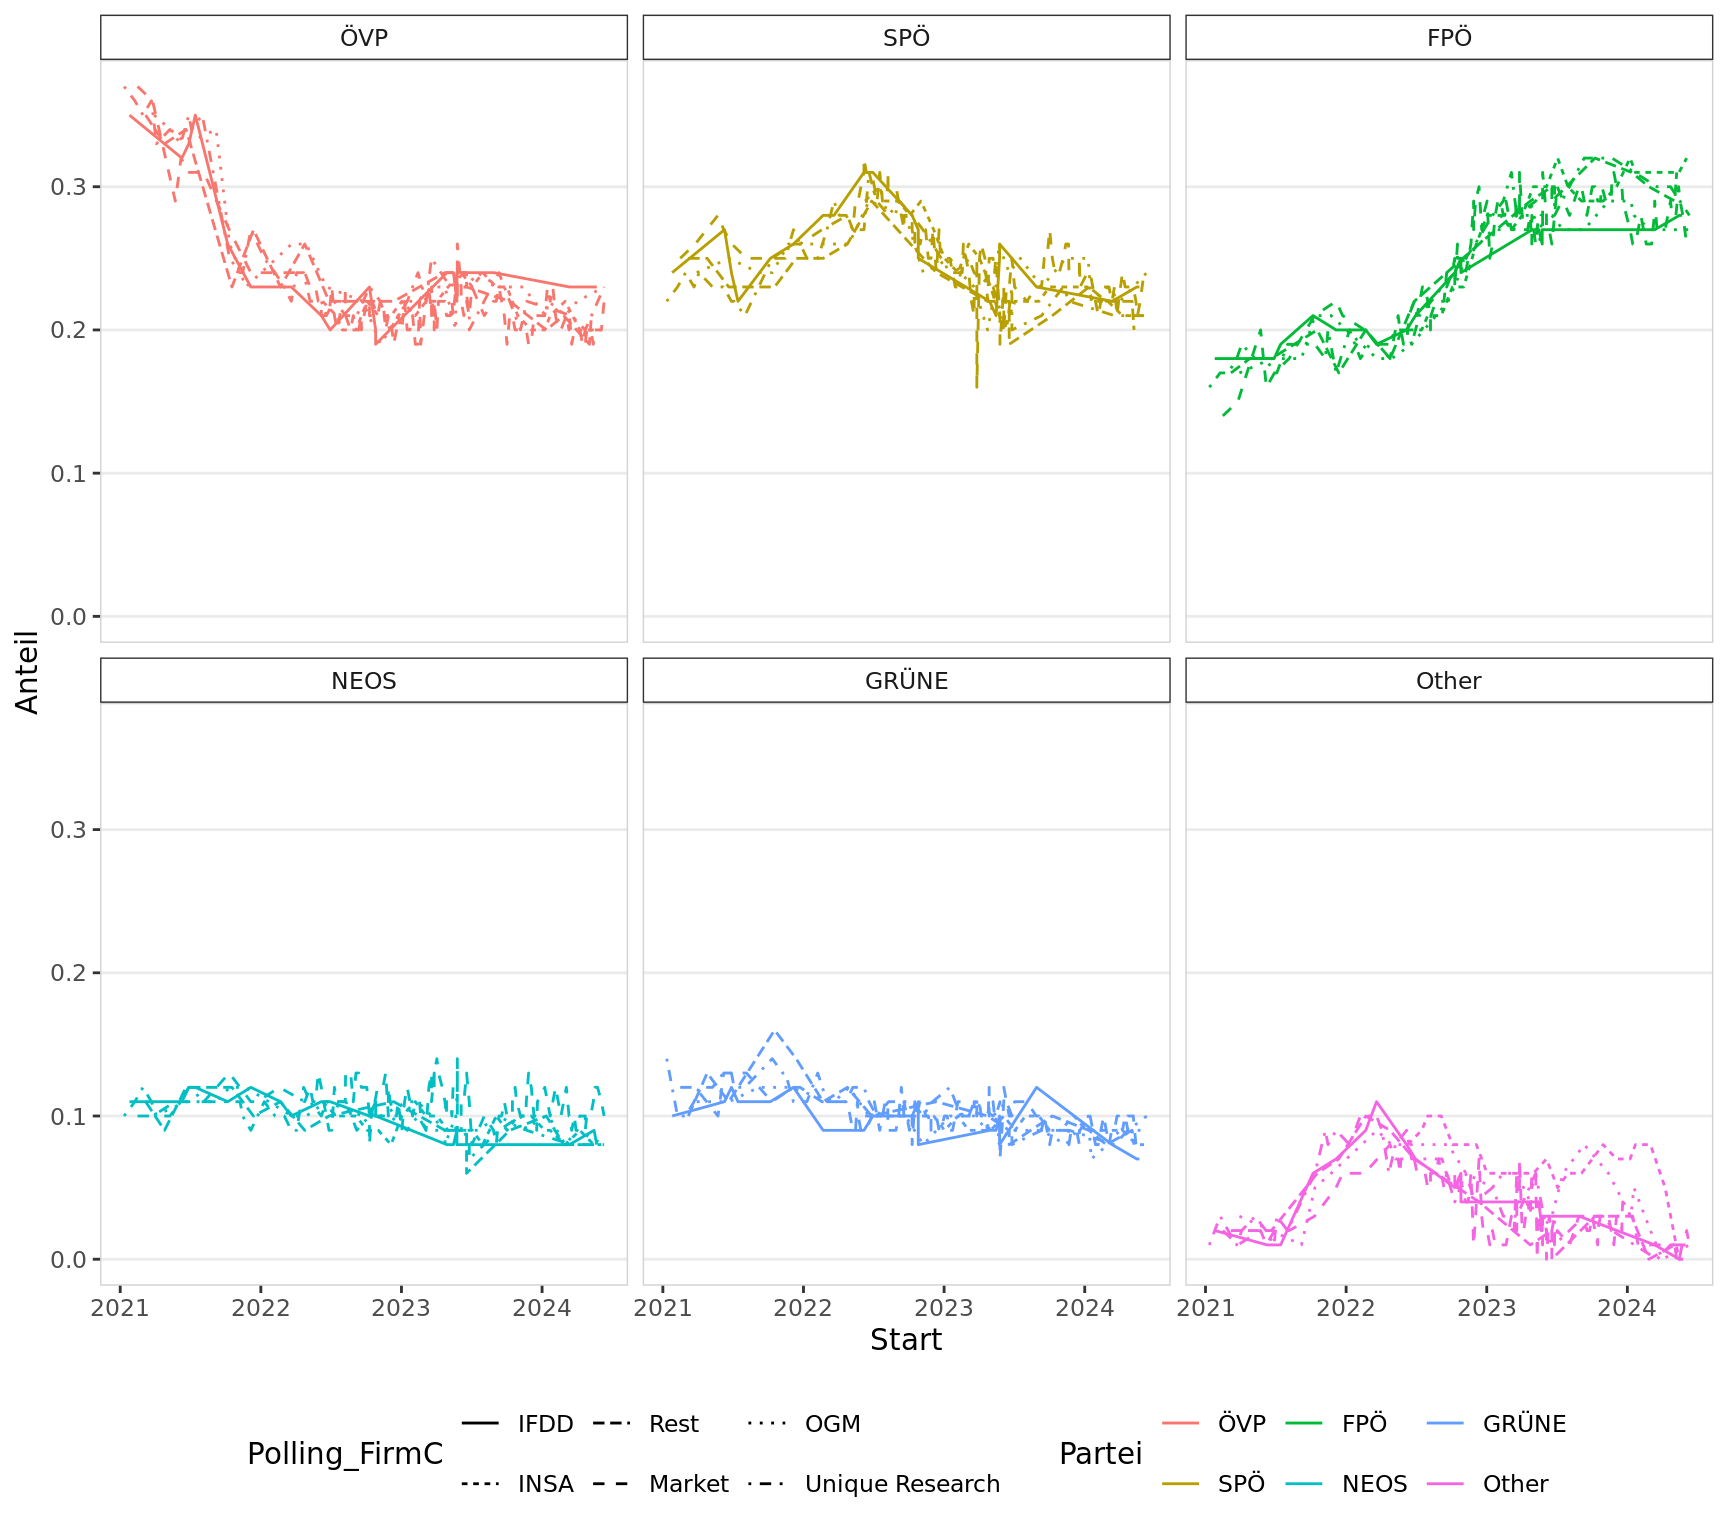 ÖVP SPÖ FPÖ
0.3
0.2
0.1
0.0
Anteil
NEOS GRÜNE Other
0.3
0.2
0.1
0.0
2021 2022 2023 2024 2021 2022 2023 2024 2021 2022 2023 2024
Start
Polling_FirmC
IFDD Rest OGM
INSA Market Unique Research
Partei
ÖVP FPÖ GRÜNE
SPÖ NEOS Other